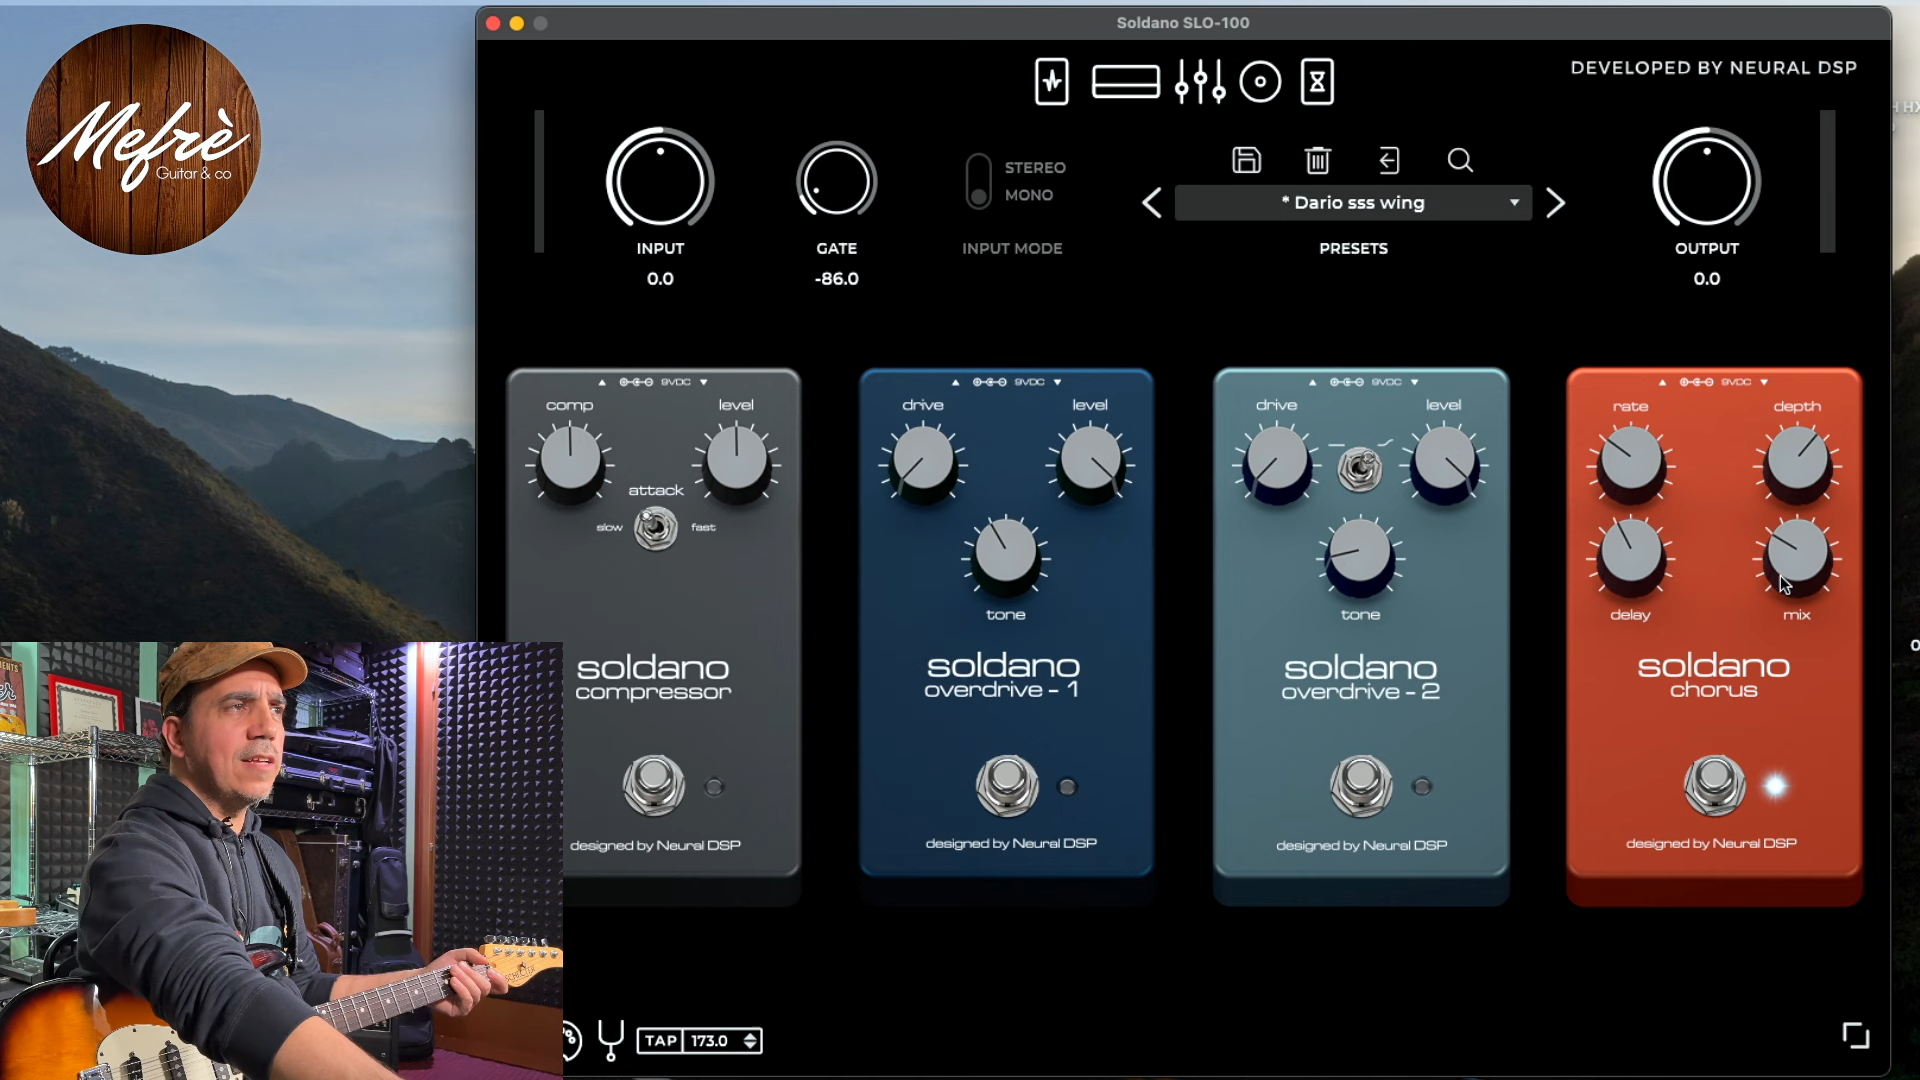 Soldano SLO-100
DEVELOPED BY NEURAL DSP
Mefrè
Guitar & co
STEREO
MONO
INPUT MODE
* Dario sss wing
PRESETS
INPUT
0.0
GATE
-86.0
OUTPUT
0.0
9VDC
comp
level
attack
slow
fast
soldano
compressor
designed by Neural DSP
9VDC
drive
level
tone
soldano
overdrive - 1
designed by Neural DSP
9VDC
drive
level
tone
soldano
overdrive - 2
designed by Neural DSP
9VDC
rate
depth
delay
mix
soldano
chorus
designed by Neural DSP
TAP
173.0
SCHECTER